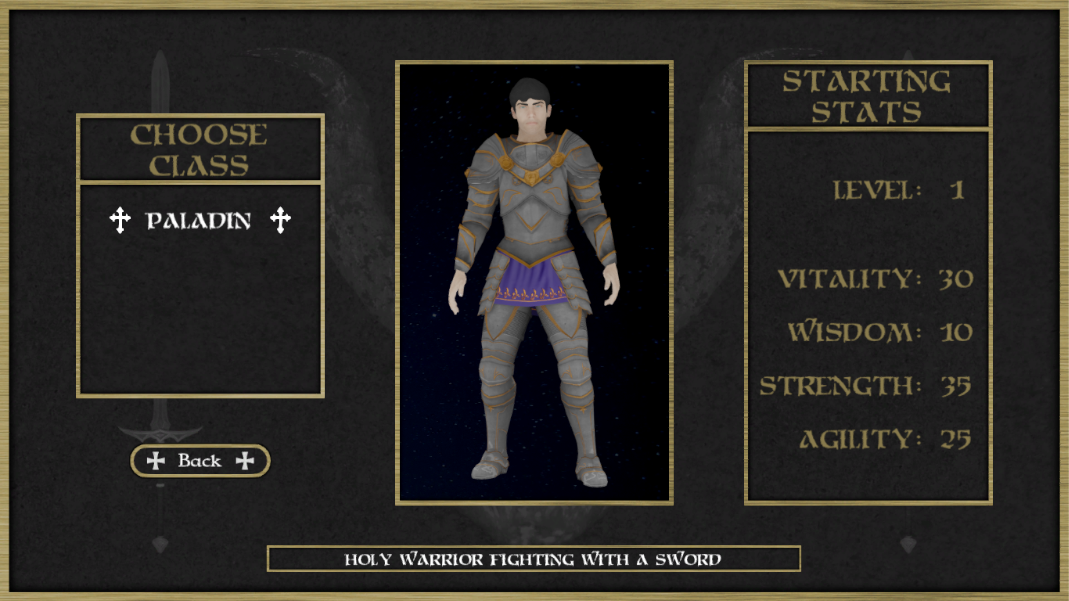 CHOOSE
CLASS
PALADIN
Back
STARTING
STATS
LEVEL: 1
VITALITY: 30
WISDOM: 10
STRENGTH: 35
AGILITY: 25
HOLY WARRIOR FIGHTING WITH A SWORD